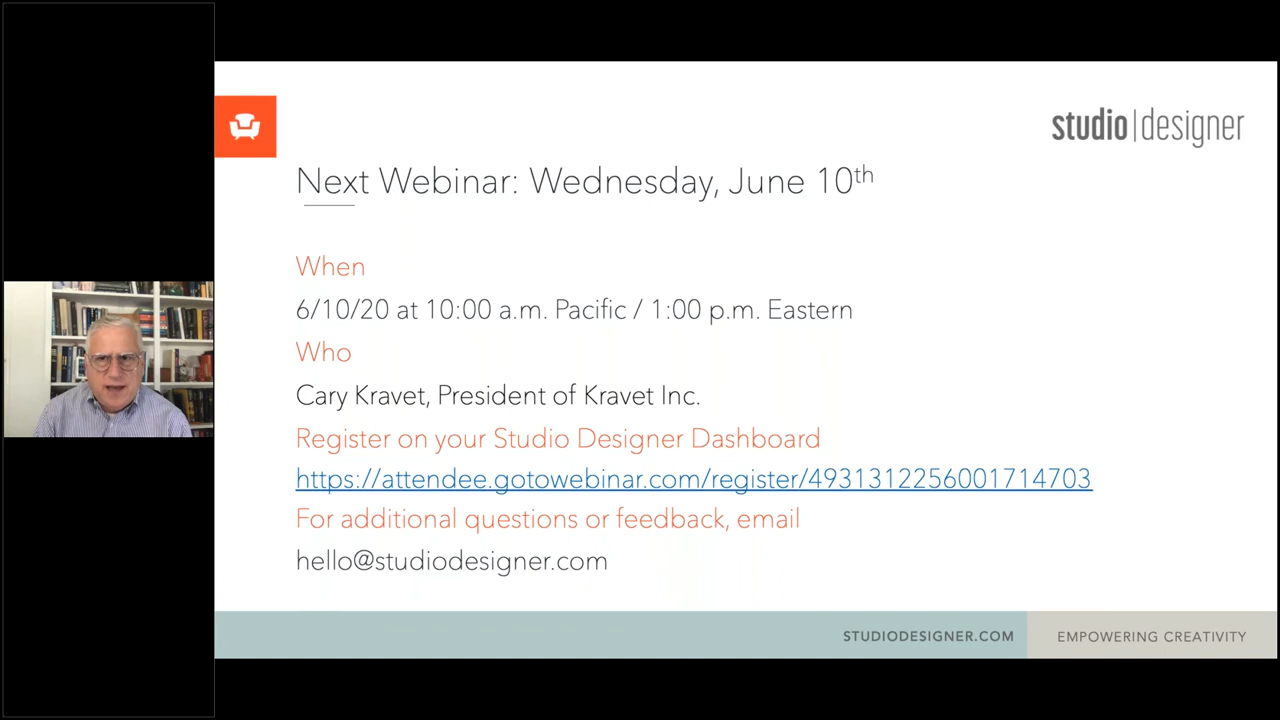 studio|designer
Next Webinar: Wednesday, June 10th
When
6/10/20 at 10:00 a.m. Pacific / 1:00 p.m. Eastern
Who
Cary Kravet, President of Kravet Inc.
Register on your Studio Designer Dashboard
https://attendee.gotowebinar.com/register/4931312256001714703
For additional questions or feedback, email
hello@studiodesigner.com
STUDIODESIGNER.COM
EMPOWERING CREATIVITY